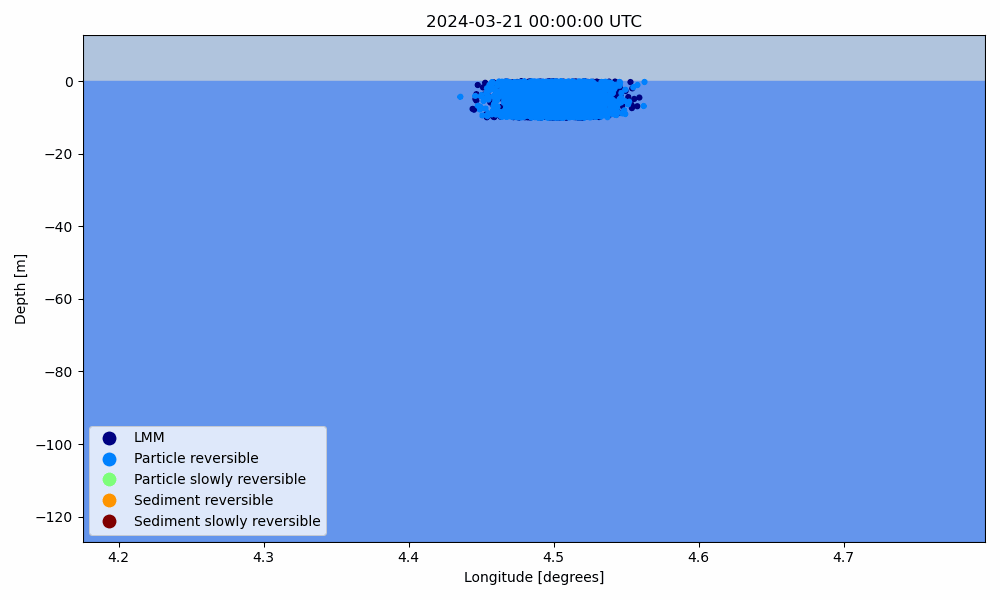 2024-03-21 00:00:00 UTC
0
−20
−40
−60
−80
−100
−120
Depth [m]
LMM
Particle reversible
Particle slowly reversible
Sediment reversible
Sediment slowly reversible
4.2 4.3 4.4 4.5 4.6 4.7
Longitude [degrees]